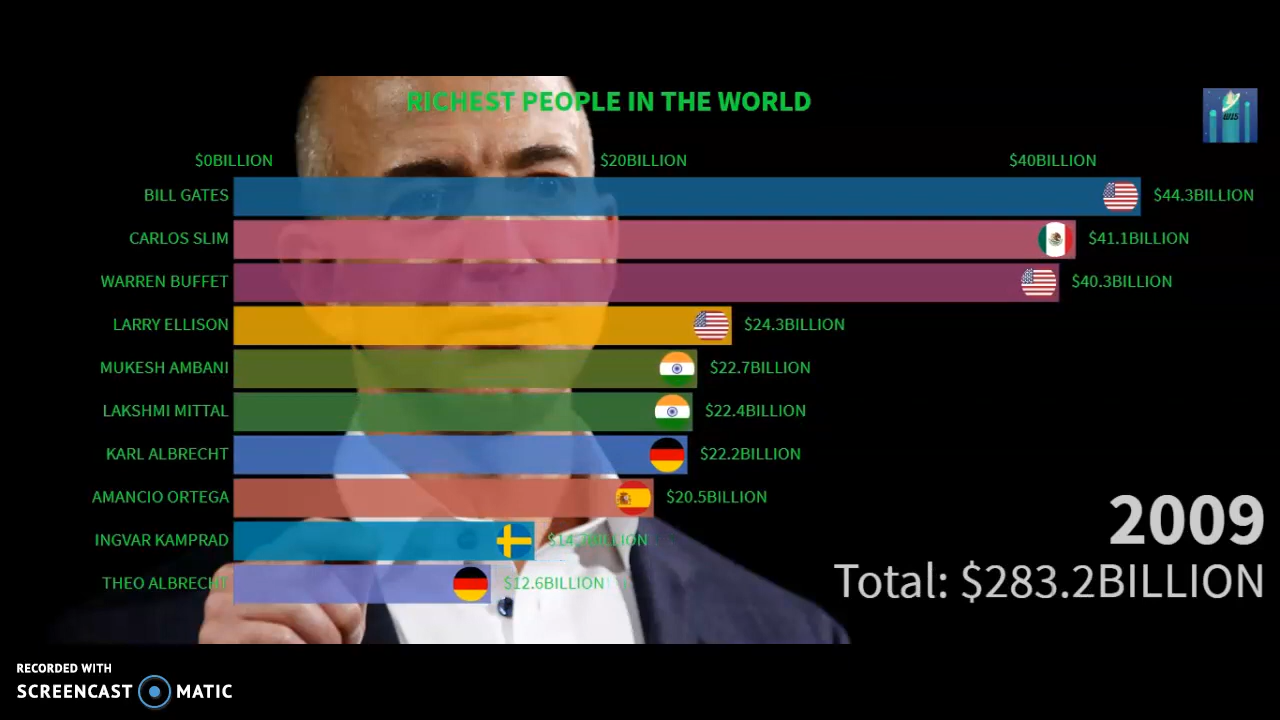 RICHEST PEOPLE IN THE WORLD
$0BILLION $20BILLION $40BILLION
BILL GATES $44.3BILLION
CARLOS SLIM $41.1BILLION
WARREN BUFFET $40.3BILLION
LARRY ELLISON $24.3BILLION
MUKESH AMBANI $22.7BILLION
LAKSHMI MITTAL $22.4BILLION
KARL ALBRECHT $22.2BILLION
AMANCIO ORTEGA $20.5BILLION
INGVAR KAMPRAD
THEO ALBRECHT $12.6BILLION
2009
Total: $283.2BILLION
RECORDED WITH
SCREENCAST MATIC